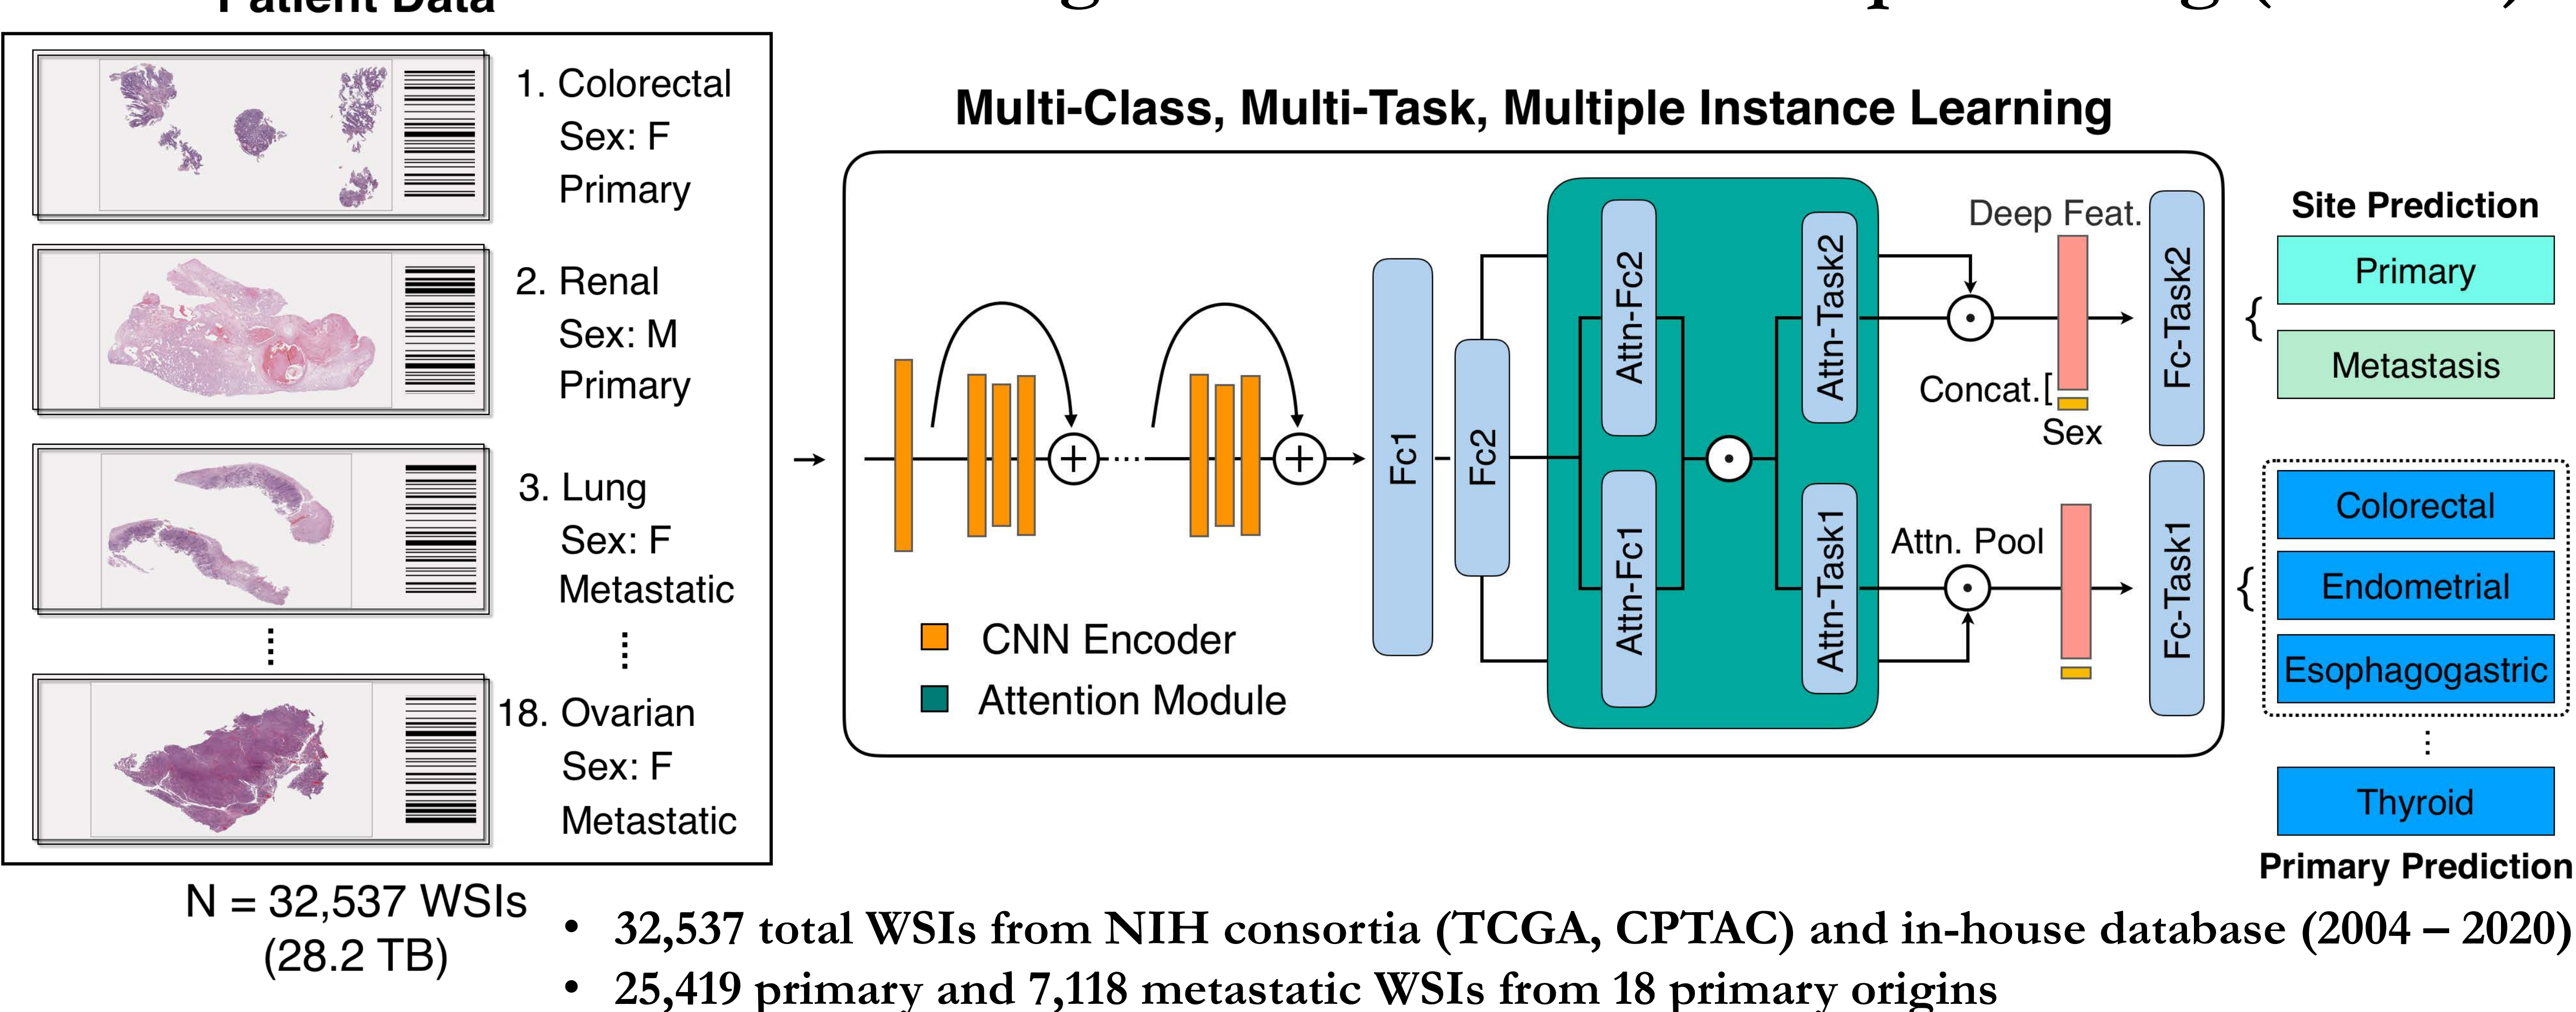 Patient Data
1. Colorectal
Sex: F
Primary
2. Renal
Sex: M
Primary
3. Lung
Sex: F
Metastatic
18. Ovarian
Sex: F
Metastatic
N = 32,537 WSIs
(28.2 TB)
Multi-Class, Multi-Task, Multiple Instance Learning
CNN Encoder
Attention Module
Fc1
Fc2
Attn-Fc2
Attn-Fc1
Attn-Task2
Attn-Task1
Deep Feat.
Concat.[
Sex
Attn. Pool
Fc-Task2
Fc-Task1
Site Prediction
Primary
Metastasis
Colorectal
Endometrial
Esophagogastric
Thyroid
Primary Prediction
• 32,537 total WSIs from NIH consortia (TCGA, CPTAC) and in-house database (2004 – 2020)
• 25,419 primary and 7,118 metastatic WSIs from 18 primary origins